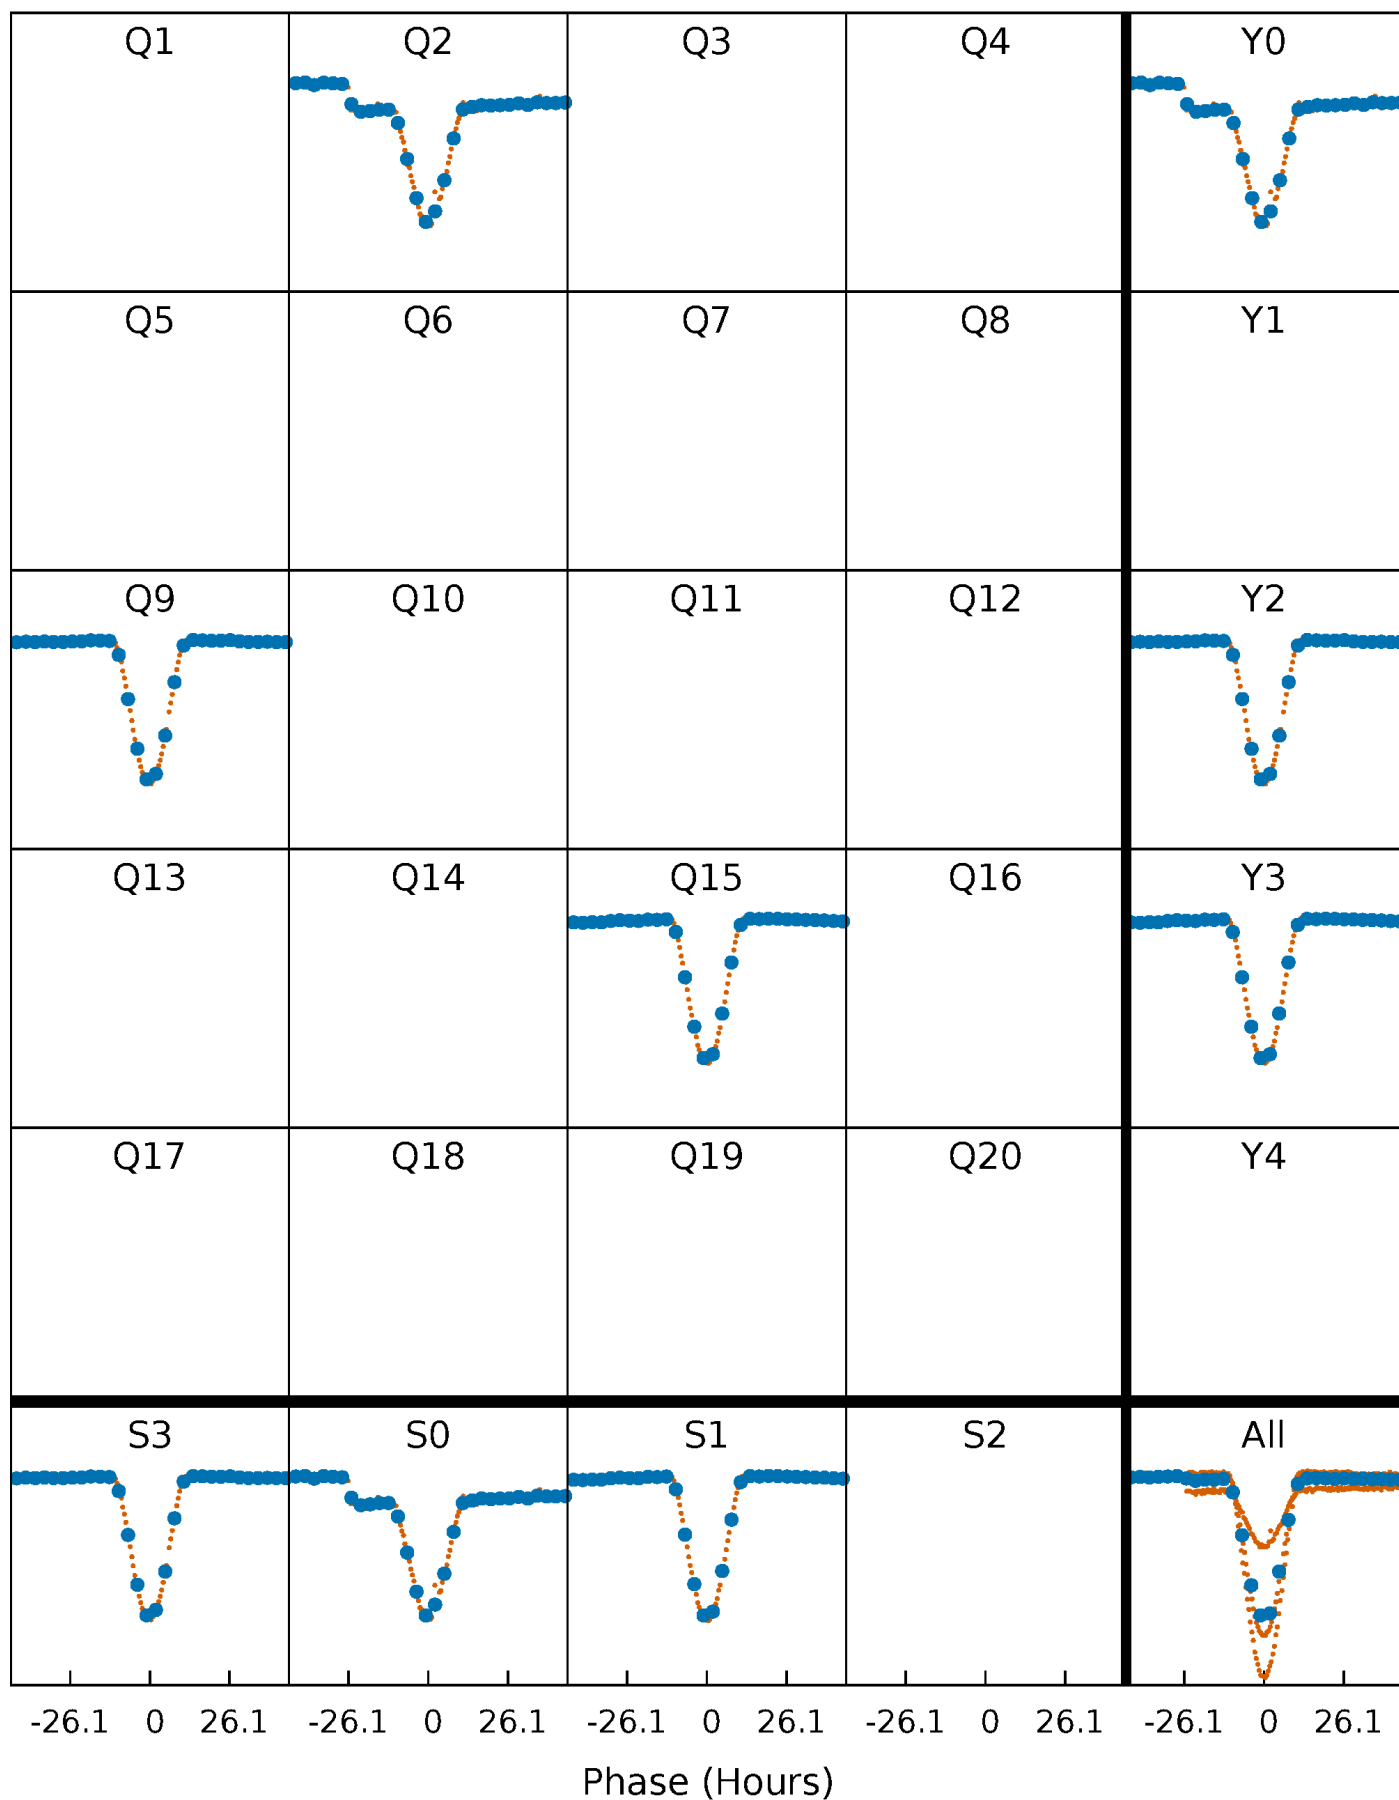 Q1 Q2 Q3 Q4 Y0
Q5 Q6 Q7 Q8 Y1
Q9 Q10 Q11 Q12 Y2
Q13 Q14 Q15 Q16 Y3
Q17 Q18 Q19 Q20 Y4
S3 S0 S1 S2 All
-26.1 0 26.1 -26.1 0 26.1 -26.1 0 26.1 -26.1 0 26.1 -26.1 0 26.1
Phase (Hours)